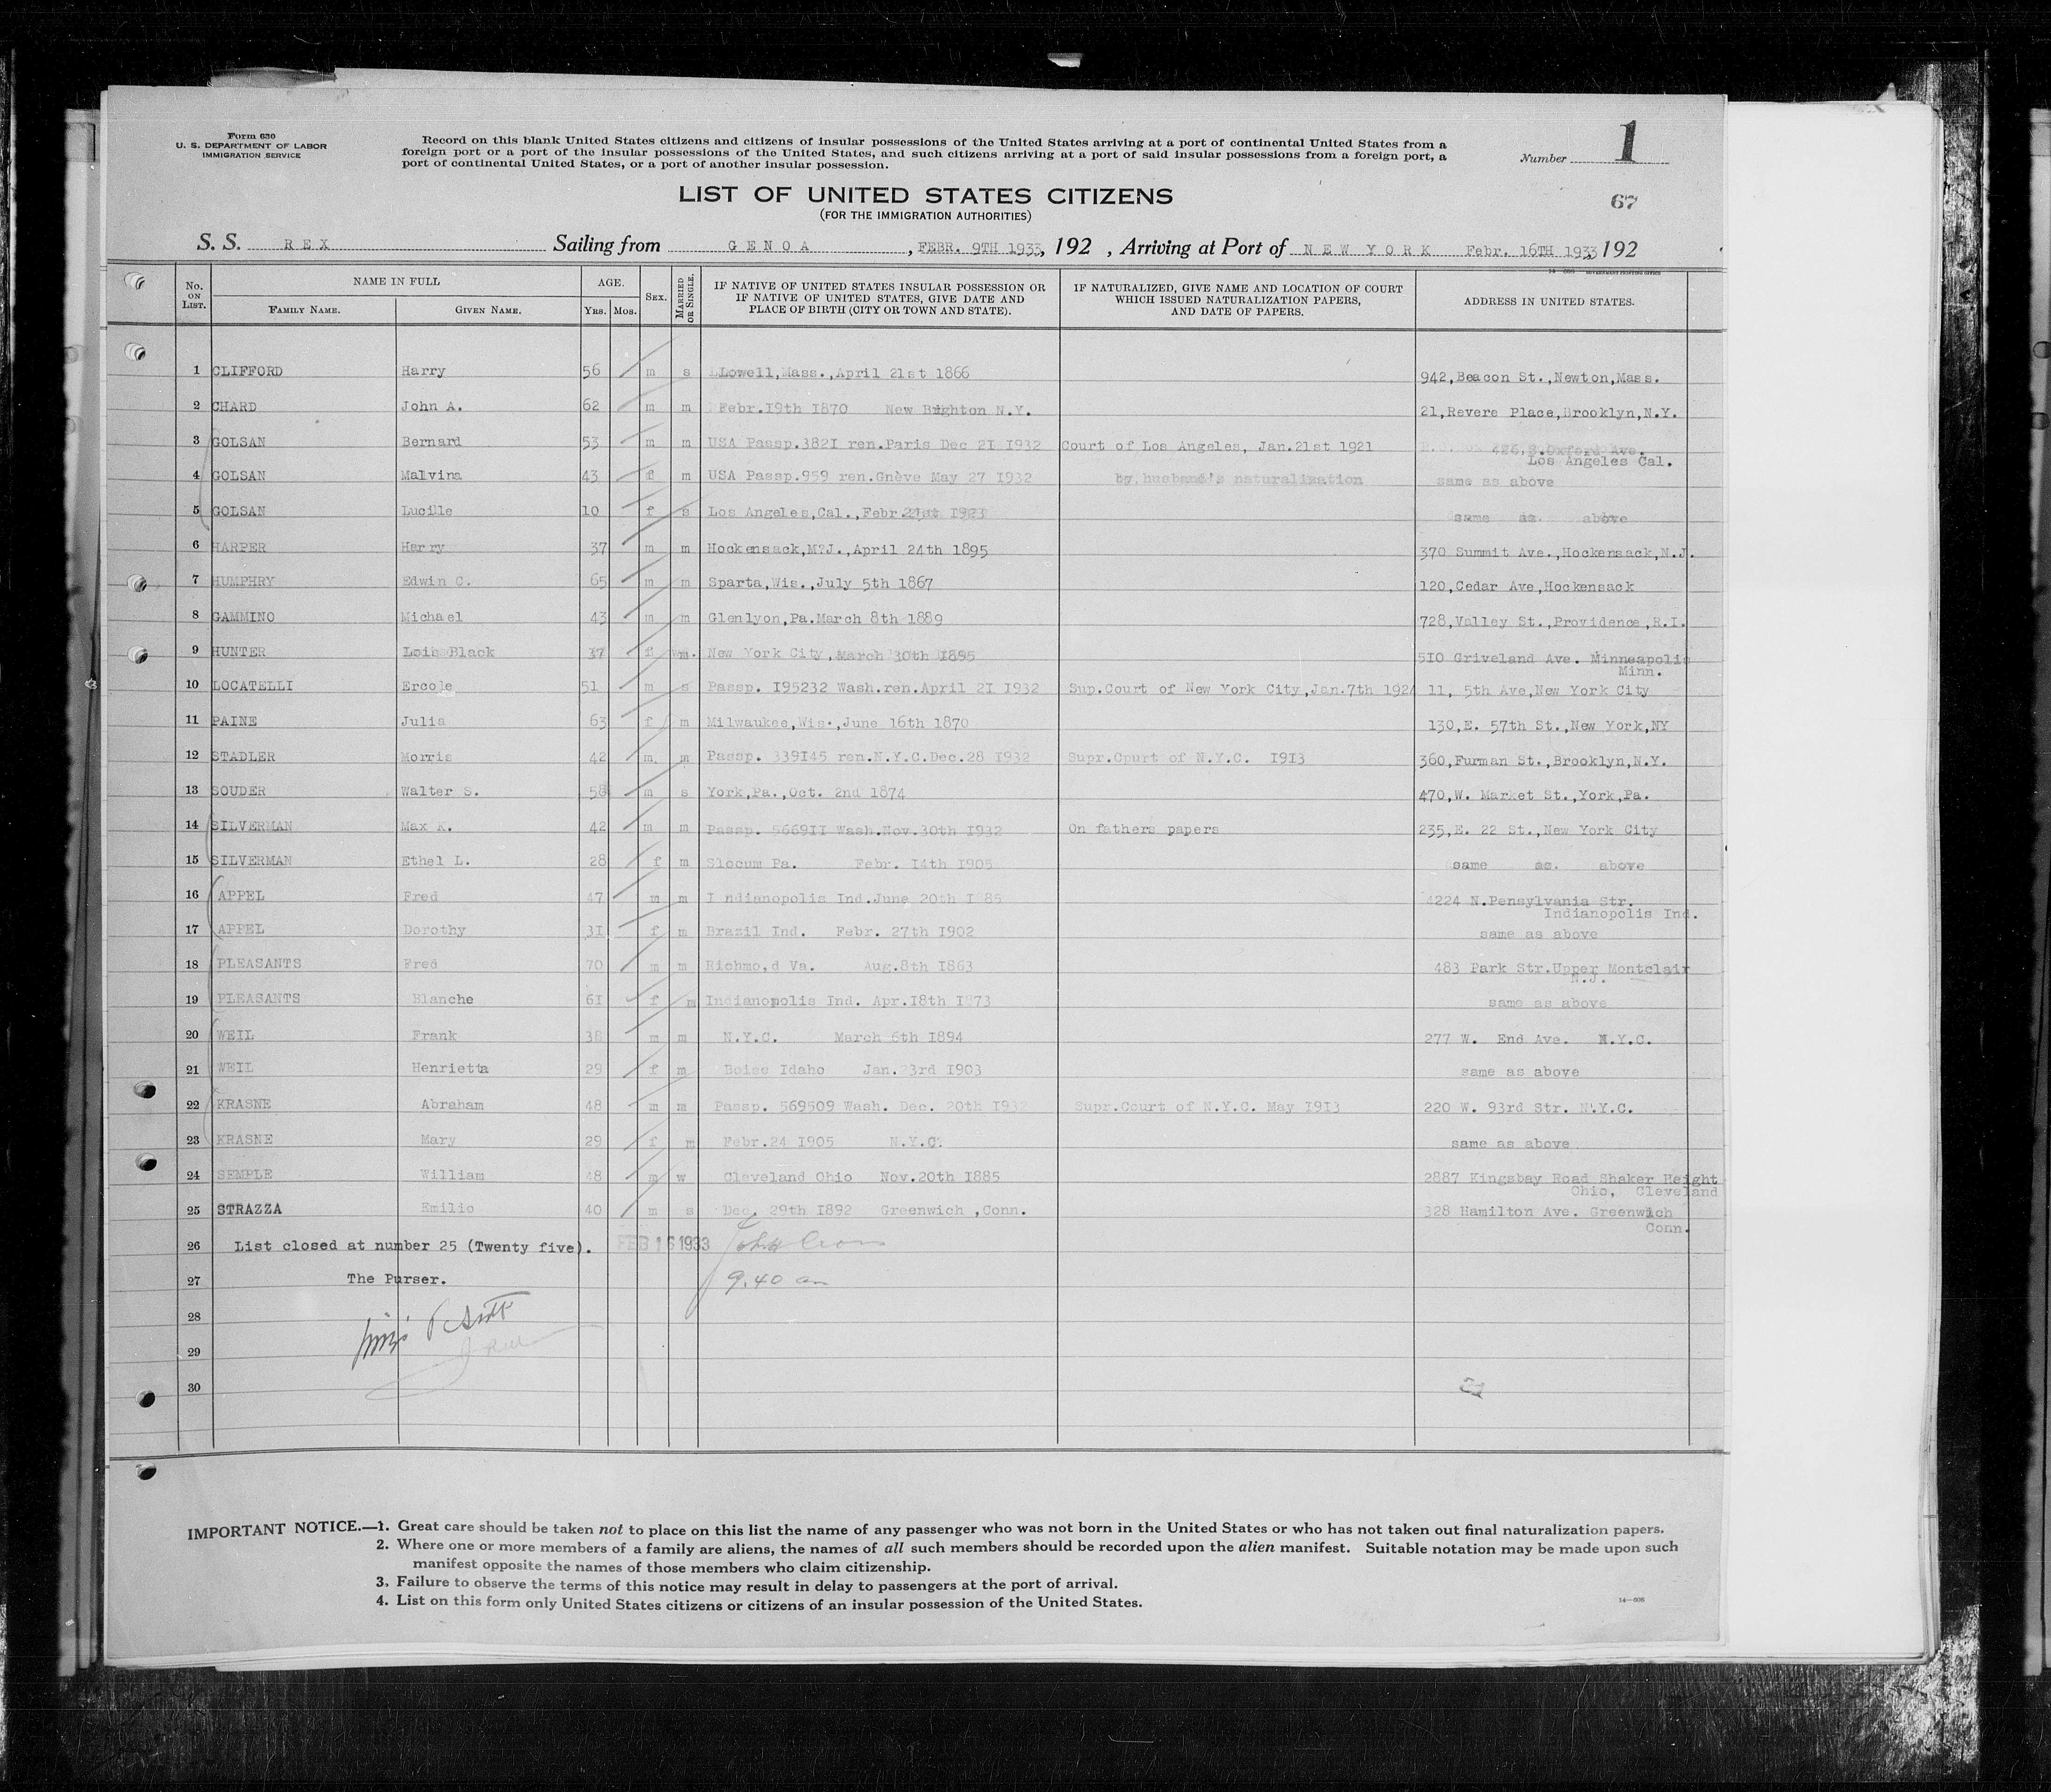 Form 630
U. S. DEPARTMENT OF LABOR
IMMIGRATION SERVICE
Record on this blank United States citizens and citizens of insular possessions of the United States arriving at a port of continental United States from a
foreign port or a port of the insular possessions of the United States, and such citizens arriving at a port of said insular possessions from a foreign port, a
port of continental United States, or a port of another insular possession.
Number 1
67
LIST OF UNITED STATES CITIZENS
(FOR THE IMMIGRATION AUTHORITIES)
S. S. REX Sailing from GENOA, FEBR. 9TH 1933, 192 , Arriving at Port of NEW YORK Febr. 16TH 1933 192
No. ON LIST.
NAME IN FULL
FAMILY NAME.
GIVEN NAME.
AGE.
YRS. MOS.
SEX.
MARRIED OR SINGLE.
IF NATIVE OF UNITED STATES INSULAR POSSESSION OR
IF NATIVE OF UNITED STATES, GIVE DATE AND
PLACE OF BIRTH (CITY OR TOWN AND STATE).
IF NATURALIZED, GIVE NAME AND LOCATION OF COURT
WHICH ISSUED NATURALIZATION PAPERS,
AND DATE OF PAPERS.
ADDRESS IN UNITED STATES.
1 CLIFFORD Harry 56 m s Lowell,Mass.,April 21st 1866 942,Beacon St.,Newton,Mass.
2 CHARD John A. 62 m m Febr.19th 1870 New Brighton N.Y. 21,Revere Place,Brooklyn,N.Y.
3 GOLSAN Bernard 53 m m USA Passp.3821 ren.Paris Dec 21 1932 Court of Los Angeles, Jan.21st 1921 426,S.Oxford Ave.
Los Angeles Cal.
4 GOLSAN Malvina 43 f m USA Passp.959 ren.Gnève May 27 1932 by husband's naturalization same as above
5 GOLSAN Lucille 10 f s Los Angeles,Cal.,Febr.21st 1923 same as above
6 HARPER Harry 37 m m Hockensack,N.J.,April 24th 1895 370 Summit Ave.,Hockensack,N.J.
7 HUMPHRY Edwin C. 65 m m Sparta,Wis.,July 5th 1867 120,Cedar Ave,Hockensack
8 GAMMINO Michael 43 m m Glenlyon,Pa.March 8th 1889 728,Valley St.,Providence,R.I.
9 HUNTER Lois Black 37 f m. New York City,March 30th 1895 510 Griveland Ave. Minneapolis
Minn.
10 LOCATELLI Ercole 51 m s Passp. 195232 Wash.ren.April 21 1932 Sup.Court of New York City,Jan.7th 1924 11, 5th Ave,New York City
11 PAINE Julia 63 f m Milwaukee,Wis.,June 16th 1870 130,E. 57th St.,New York,NY
12 STADLER Morris 42 m m Passp. 339145 ren.N.Y.C.Dec.28 1932 Supr.Cpurt of N.Y.C. 1913 360,Furman St.,Brooklyn,N.Y.
13 SOUDER Walter S. 58 m s York,Pa.,Oct. 2nd 1874 470,W. Market St.,York,Pa.
14 SILVERMAN Max K. 42 m m Passp. 566911 Wash.Nov.30th 1932 On fathers papers 235,E. 22 St.,New York City
15 SILVERMAN Ethel L. 28 f m Slocum Pa. Febr. 14th 1905 same as above
16 APPEL Fred 47 m m Indianopolis Ind.June 20th 1885 4224 N.Pensylvania Str.
Indianopolis Ind.
17 APPEL Dorothy 31 f m Brazil Ind. Febr. 27th 1902 same as above
18 PLEASANTS Fred 70 m m Richmo,d Va. Aug.8th 1863 483 Park Str.Upper Montclair
N.J.
19 PLEASANTS Blanche 61 f m Indianopolis Ind. Apr.18th 1873 same as above
20 WEIL Frank 38 m m N.Y.C. March 6th 1894 277 W. End Ave. N.Y.C.
21 WEIL Henrietta 29 f m Boise Idaho Jan.23rd 1903 same as above
22 KRASNE Abraham 48 m m Passp. 569509 Wash. Dec. 20th 1932 Supr.Court of N.Y.C. May 1913 220 W. 93rd Str. N.Y.C.
23 KRASNE Mary 29 f m Febr.24 1905 N.Y.C. same as above
24 SEMPLE William 48 m w Cleveland Ohio Nov.20th 1885 2887 Kingsbay Road Shaker Height
Ohio, Cleveland
25 STRAZZA Emilio 40 m s Dec. 29th 1892 Greenwich ,Conn. 328 Hamilton Ave. Greenwich
Conn.
26 List closed at number 25 (Twenty five). FEB 16 1933
27 The Purser. 9.40 am
28
29
30
IMPORTANT NOTICE.—1. Great care should be taken not to place on this list the name of any passenger who was not born in the United States or who has not taken out final naturalization papers.
2. Where one or more members of a family are aliens, the names of all such members should be recorded upon the alien manifest. Suitable notation may be made upon such
manifest opposite the names of those members who claim citizenship.
3. Failure to observe the terms of this notice may result in delay to passengers at the port of arrival.
4. List on this form only United States citizens or citizens of an insular possession of the United States.
14—606